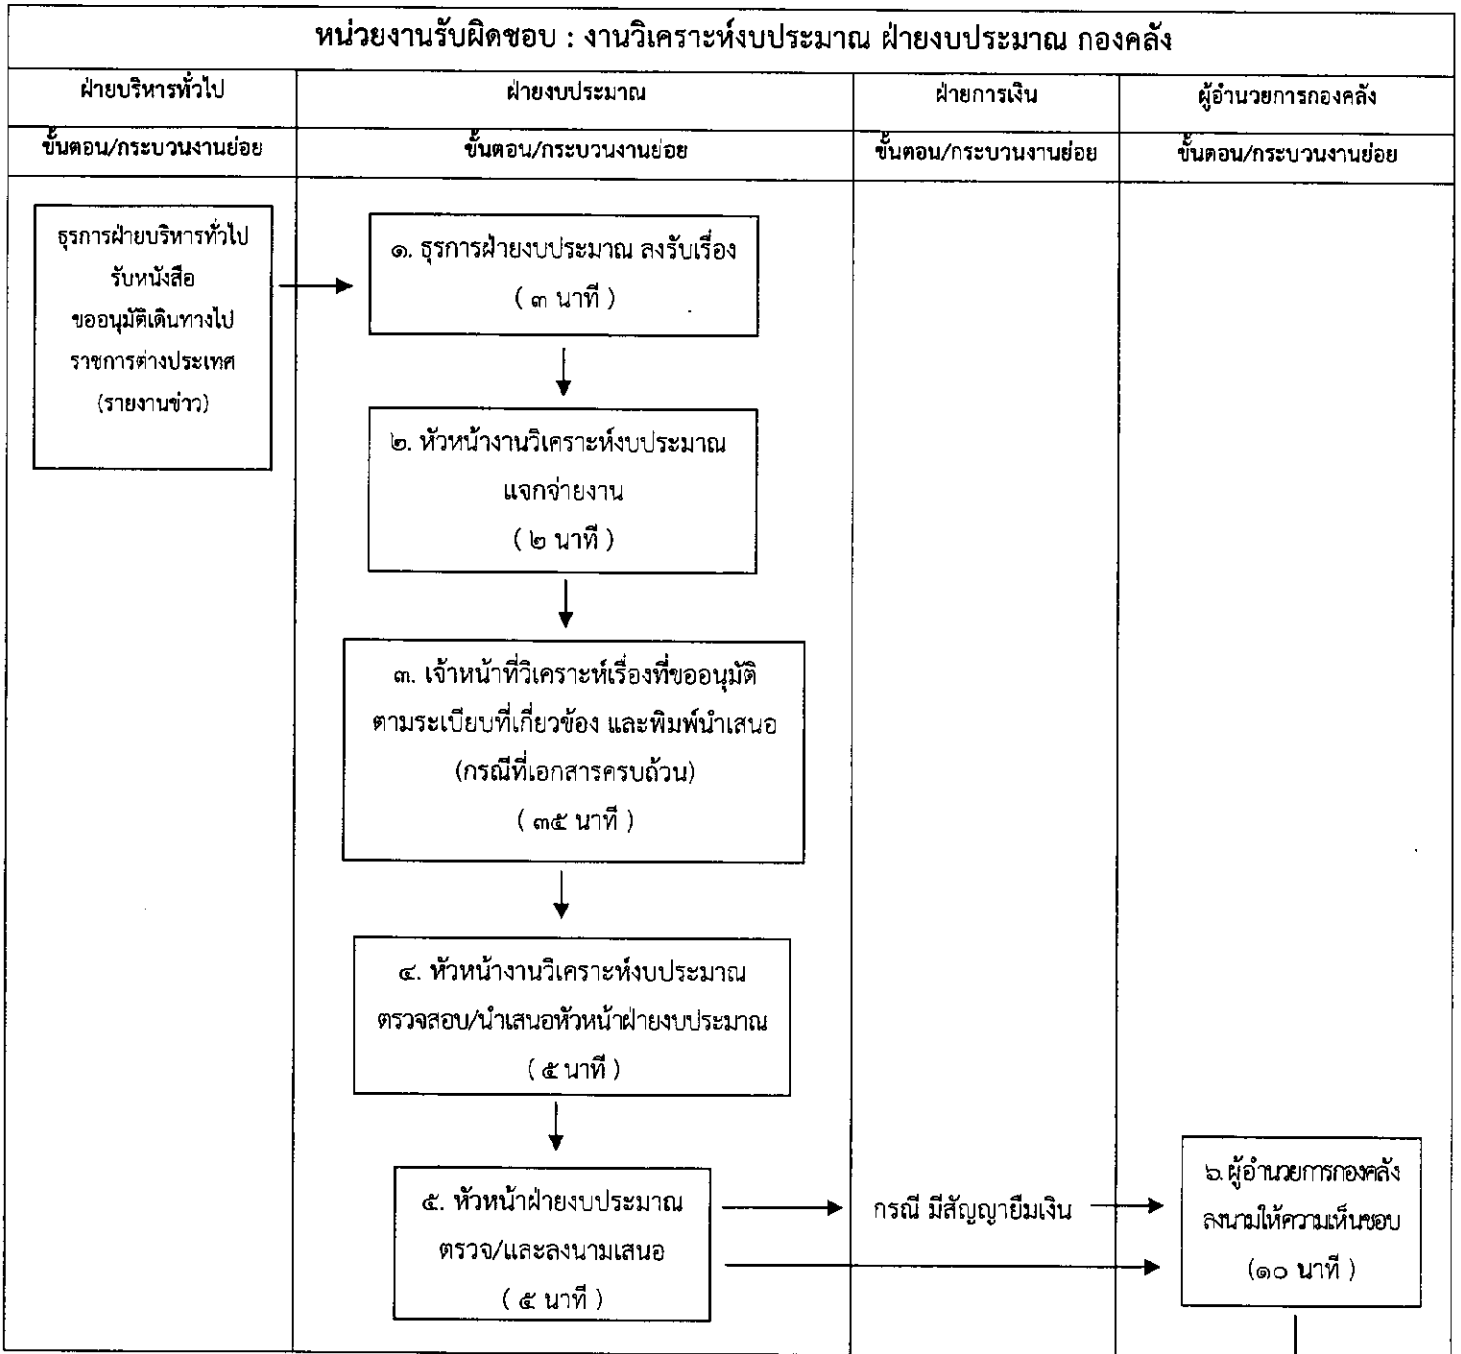 หน่วยงานรับผิดชอบ : งานวิเคราะห์งบประมาณ ฝ่ายงบประมาณ กองคลัง
ฝ่ายบริหารทั่วไป
ฝ่ายงบประมาณ
ฝ่ายการเงิน
ผู้อำนวยการกองคลัง
ขั้นตอน/กระบวนงานย่อย
ขั้นตอน/กระบวนงานย่อย
ขั้นตอน/กระบวนงานย่อย
ขั้นตอน/กระบวนงานย่อย
ธุรการฝ่ายบริหารทั่วไป
รับหนังสือ
ขออนุมัติเดินทางไป
ราชการต่างประเทศ
(รายงานข่าว)
๑. ธุรการฝ่ายงบประมาณ ลงรับเรื่อง
( ๓ นาที )
๒. หัวหน้างานวิเคราะห์งบประมาณ
แจกจ่ายงาน
( ๒ นาที )
๓. เจ้าหน้าที่วิเคราะห์เรื่องที่ขออนุมัติ
ตามระเบียบที่เกี่ยวข้อง และพิมพ์นำเสนอ
(กรณีที่เอกสารครบถ้วน)
( ๓๕ นาที )
๔. หัวหน้างานวิเคราะห์งบประมาณ
ตรวจสอบ/นำเสนอหัวหน้าฝ่ายงบประมาณ
( ๕ นาที )
๕. หัวหน้าฝ่ายงบประมาณ
ตรวจ/และลงนามเสนอ
( ๕ นาที )
กรณี มีสัญญายืมเงิน
๖. ผู้อำนวยการกองคลัง
ลงนามให้ความเห็นชอบ
(๑๐ นาที )